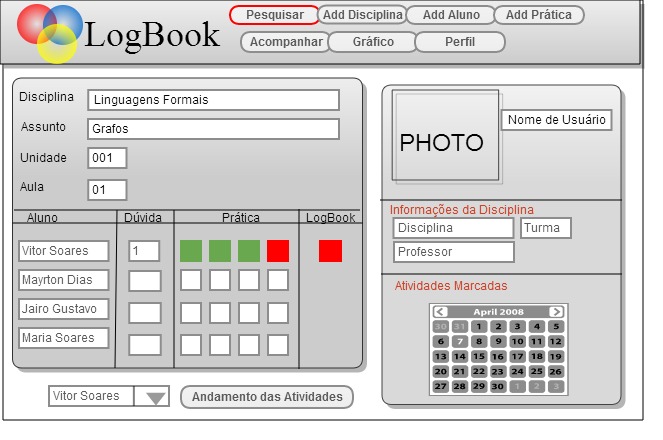 LogBook
Pesquisar Add Disciplina Add Aluno Add Prática
Acompanhar Gráfico Perfil
Disciplina Linguagens Formais
Assunto Grafos
Unidade 001
Aula 01
Aluno Dúvida Prática LogBook
Vitor Soares 1
Mayrton Dias
Jairo Gustavo
Maria Soares
Vitor Soares Andamento das Atividades
PHOTO Nome de Usuário
Informações da Disciplina
Disciplina Turma
Professor
Atividades Marcadas
April 2008
30 31 1 2 3 4 5
6 7 8 9 10 11 12
13 14 15 16 17 18 19
20 21 22 23 24 25 26
27 28 29 30 1 2 3